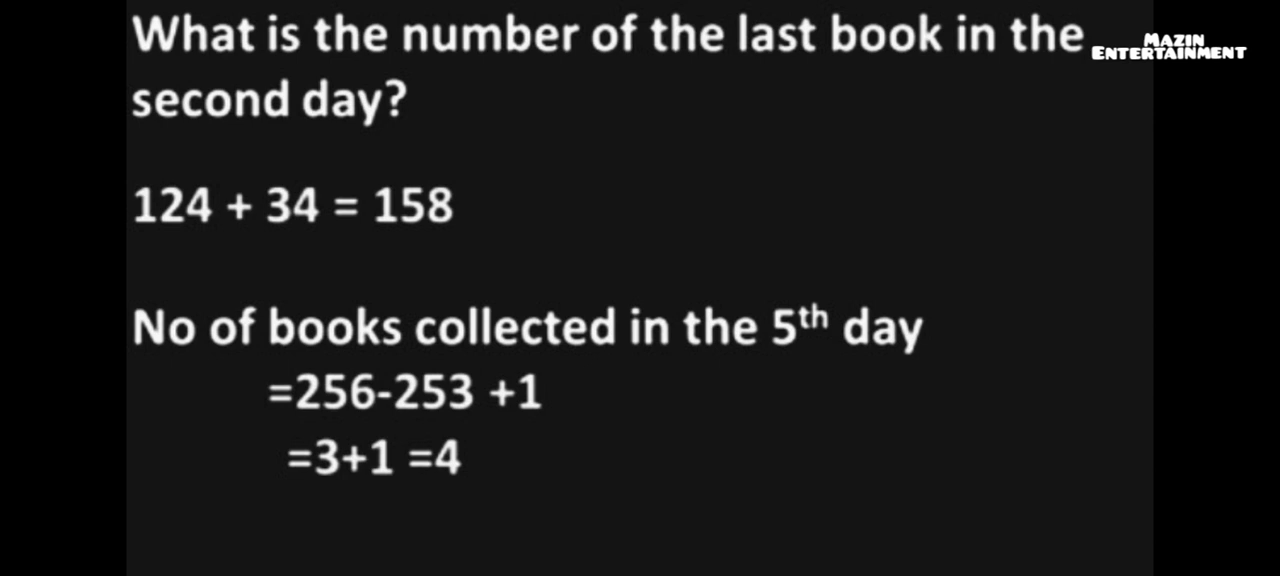 What is the number of the last book in the
second day?
MAZIN
ENTERTAINMENT
124 + 34 = 158
No of books collected in the 5th day
=256-253 +1
=3+1 =4